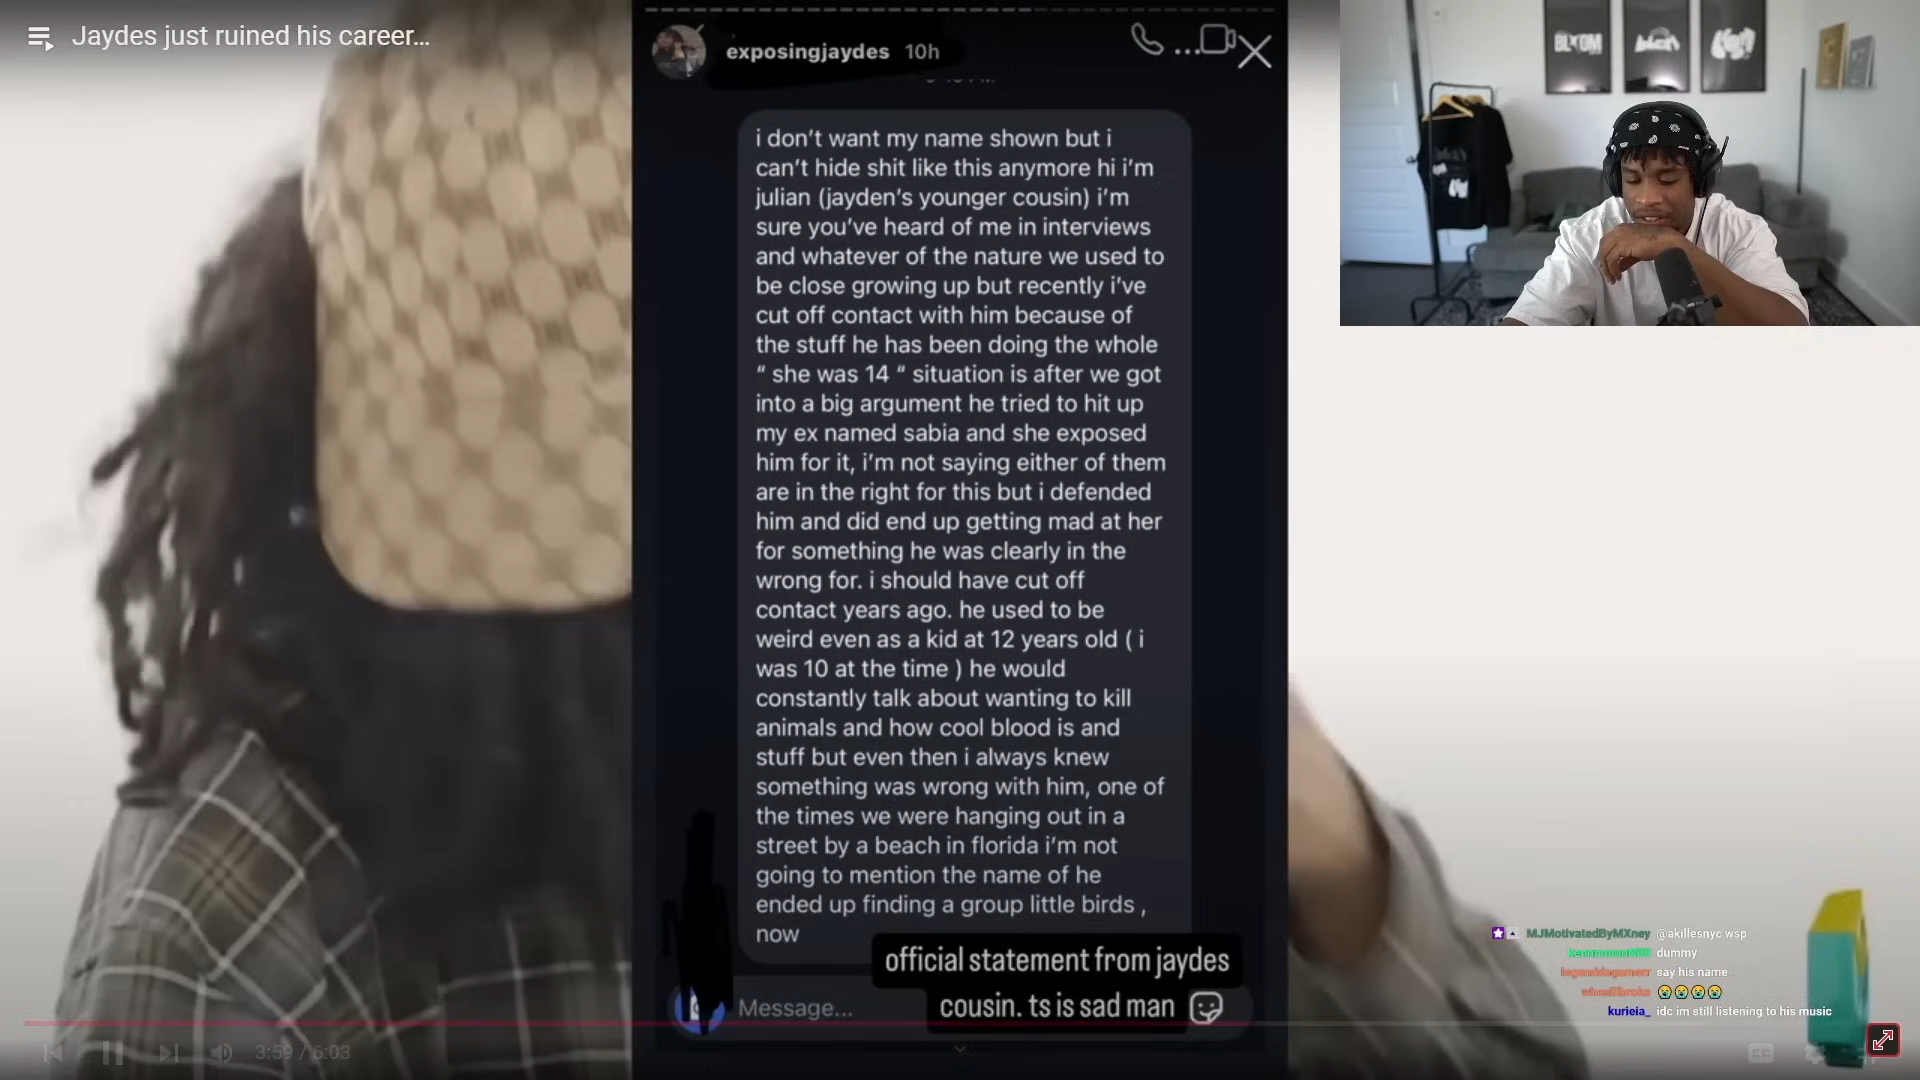 Jaydes just ruined his career...
exposingjaydes 10h
i don't want my name shown but i
can't hide shit like this anymore hi i'm
julian (jayden's younger cousin) i'm
sure you've heard of me in interviews
and whatever of the nature we used to
be close growing up but recently i've
cut off contact with him because of
the stuff he has been doing the whole
“ she was 14 “ situation is after we got
into a big argument he tried to hit up
my ex named sabia and she exposed
him for it, i'm not saying either of them
are in the right for this but i defended
him and did end up getting mad at her
for something he was clearly in the
wrong for. i should have cut off
contact years ago. he used to be
weird even as a kid at 12 years old ( i
was 10 at the time ) he would
constantly talk about wanting to kill
animals and how cool blood is and
stuff but even then i always knew
something was wrong with him, one of
the times we were hanging out in a
street by a beach in florida i'm not
going to mention the name of he
ended up finding a group little birds ,
now
official statement from jaydes
cousin. ts is sad man
Message...
3:59 / 6:03
BLXDM
MJMotivatedByMXney @akillesnyc wsp
dummy
say his name
kurieia_ idc im still listening to his music